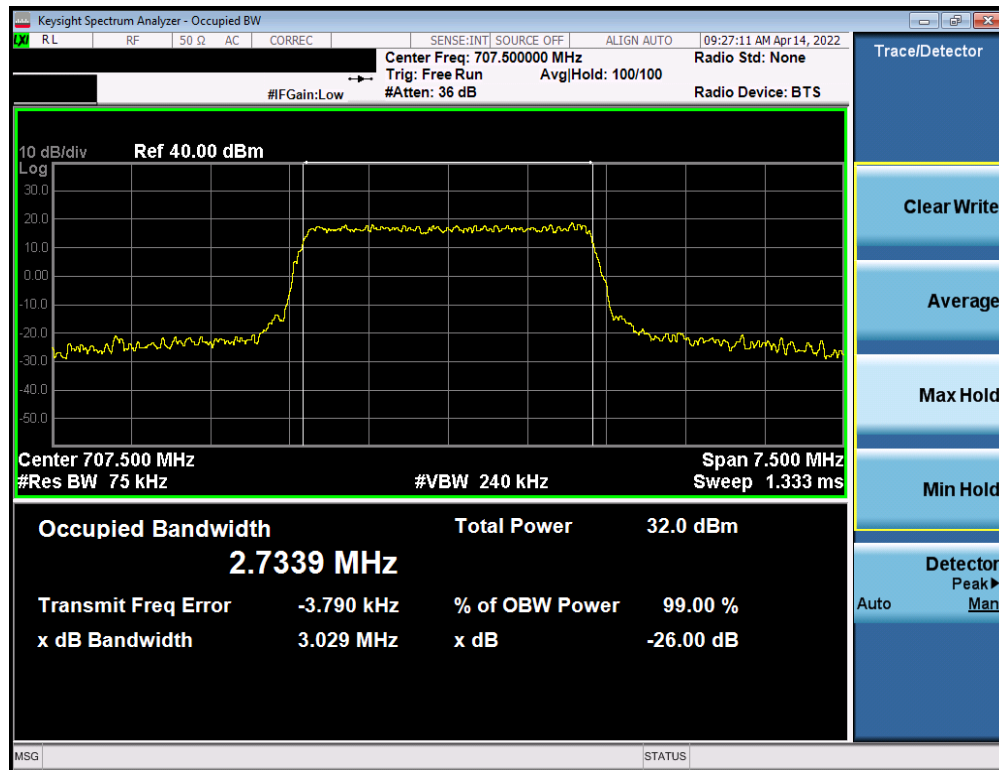 Keysight Spectrum Analyzer - Occupied BW
LXI RL RF 50 Ω AC CORREC SENSE:INT SOURCE OFF ALIGN AUTO 09:27:11 AM Apr 14, 2022
Center Freq: 707.500000 MHz Radio Std: None
Trig: Free Run Avg|Hold: 100/100
#IFGain:Low #Atten: 36 dB Radio Device: BTS
10 dB/div Ref 40.00 dBm
Log
30.0
20.0
10.0
0.00
-10.0
-20.0
-30.0
-40.0
-50.0
Center 707.500 MHz Span 7.500 MHz
#Res BW 75 kHz #VBW 240 kHz Sweep 1.333 ms
Occupied Bandwidth Total Power 32.0 dBm
2.7339 MHz
Transmit Freq Error -3.790 kHz % of OBW Power 99.00 %
x dB Bandwidth 3.029 MHz x dB -26.00 dB
MSG STATUS
Trace/Detector
Clear Write
Average
Max Hold
Min Hold
Detector
Peak▶
Auto Man